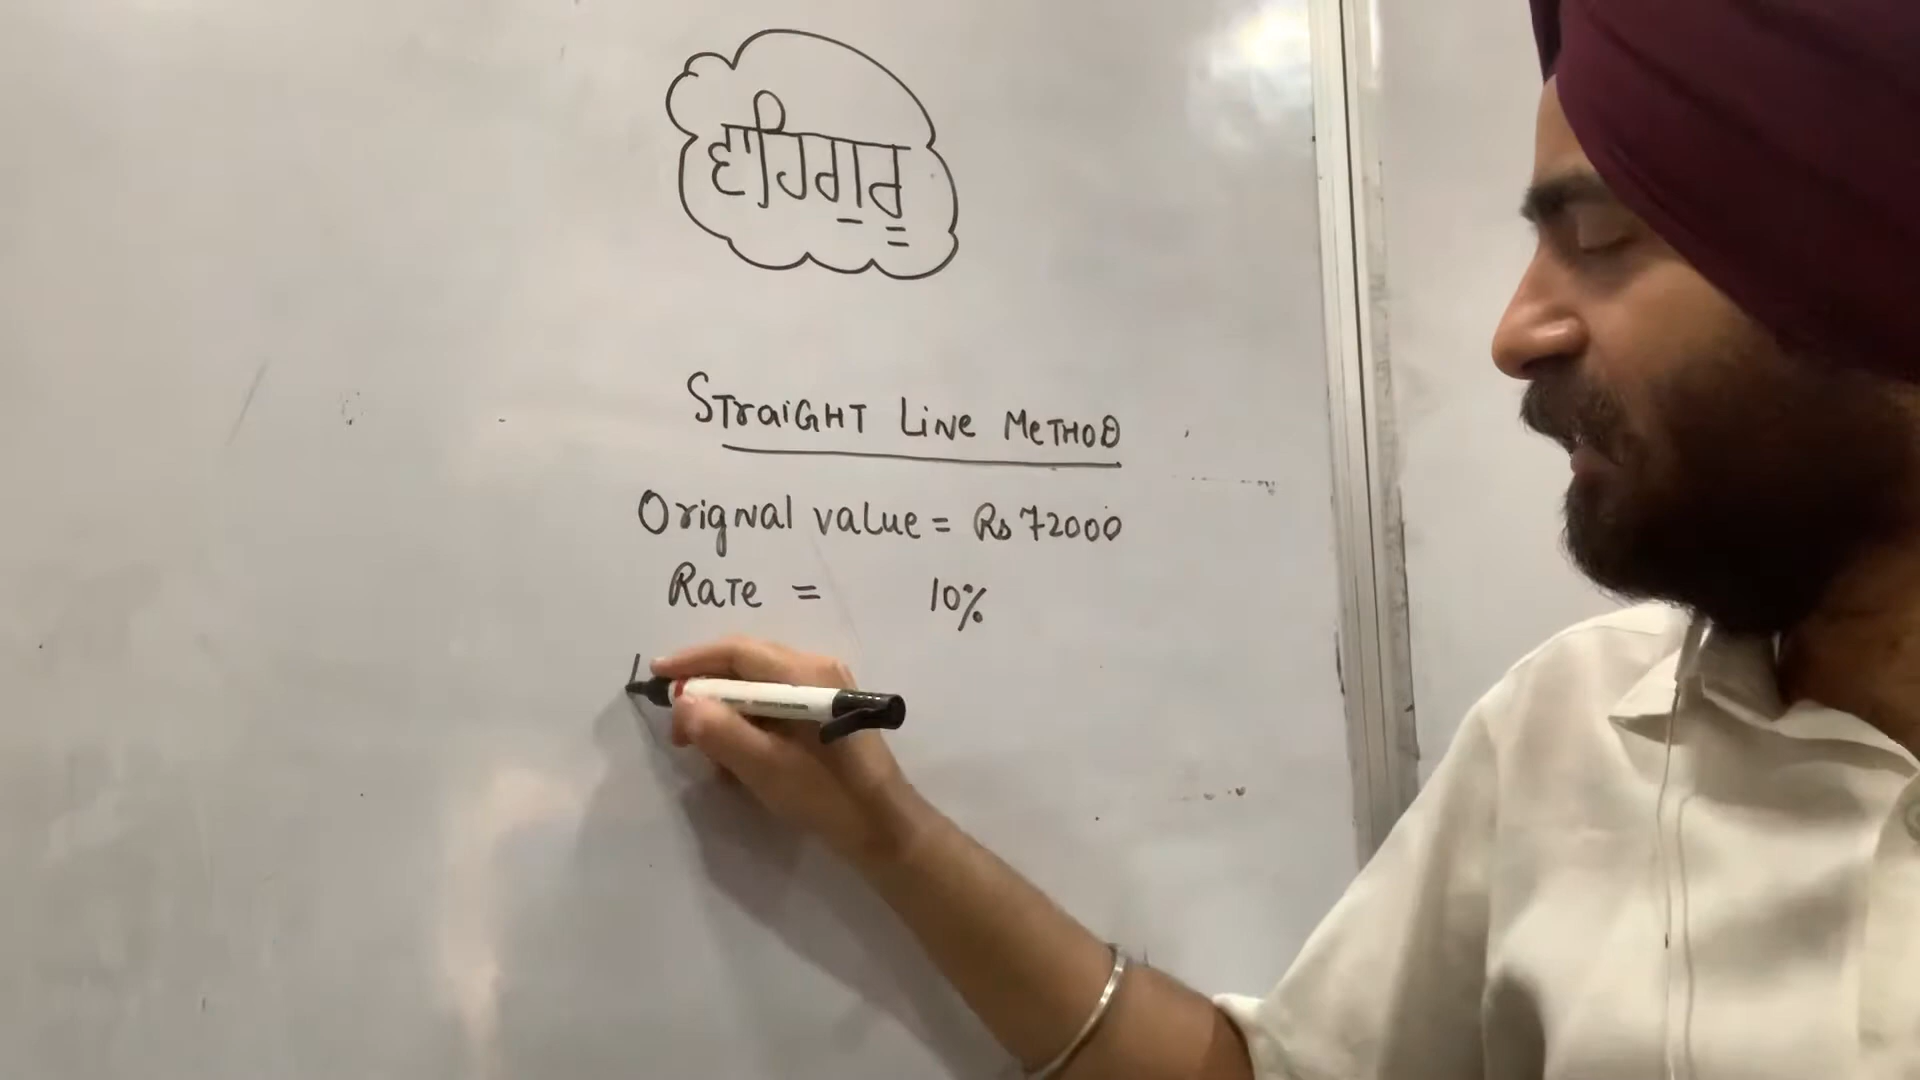 ਵਾਹਿਗੁਰੂ
STraiGHT LiNe MeTHOD
Orignal value = Rs 72000
RaTe = 10%